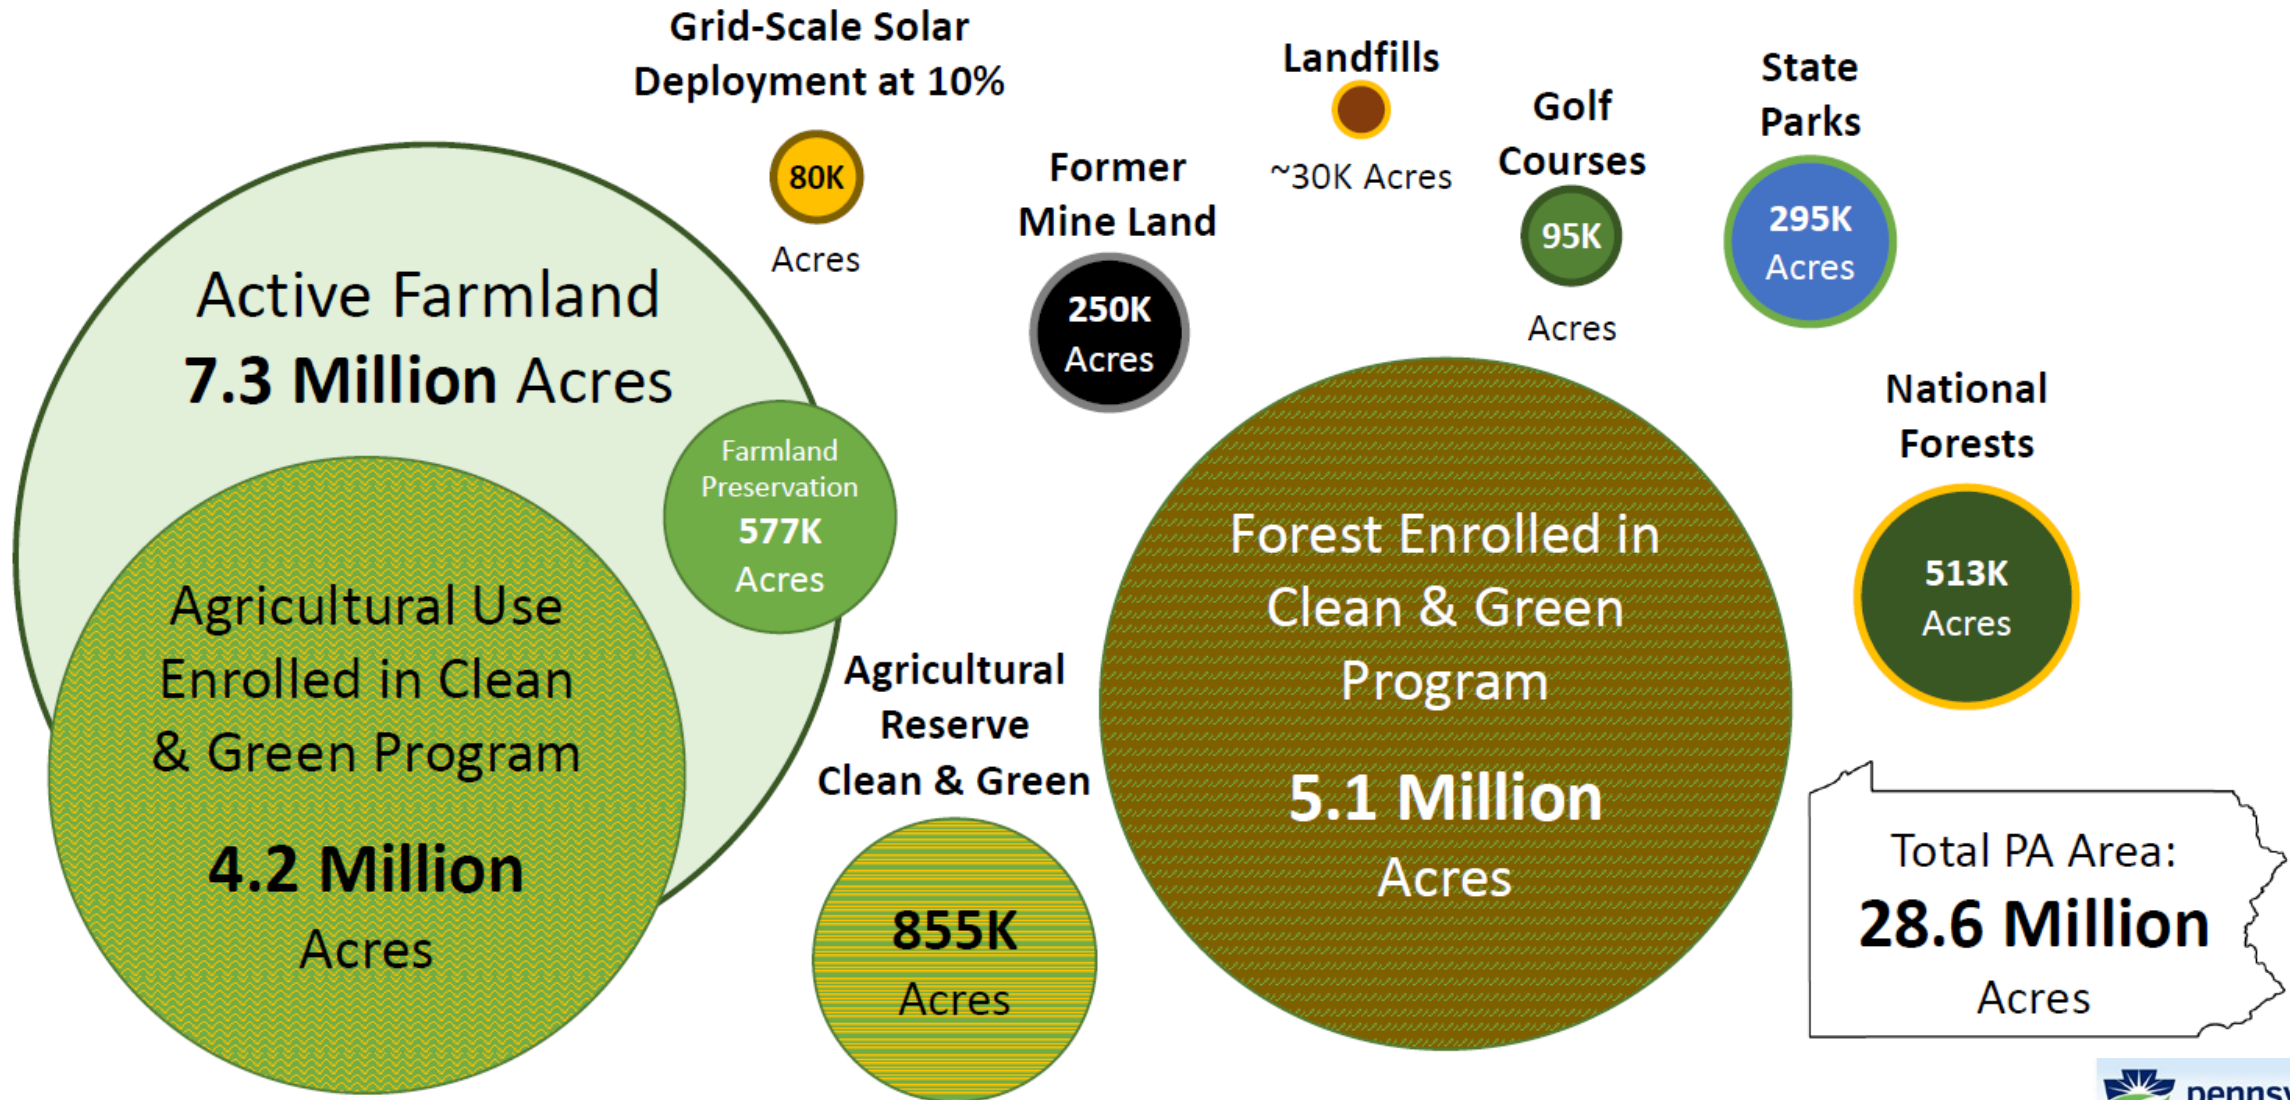 Grid-Scale Solar
Deployment at 10%
80K
Acres
Landfills
~30K Acres
Golf
Courses
95K
Acres
State
Parks
295K
Acres
Former
Mine Land
250K
Acres
Active Farmland
7.3 Million Acres
Farmland
Preservation
577K
Acres
National
Forests
513K
Acres
Agricultural Use
Enrolled in Clean
& Green Program
4.2 Million
Acres
Agricultural
Reserve
Clean & Green
855K
Acres
Forest Enrolled in
Clean & Green
Program
5.1 Million
Acres
Total PA Area:
28.6 Million
Acres